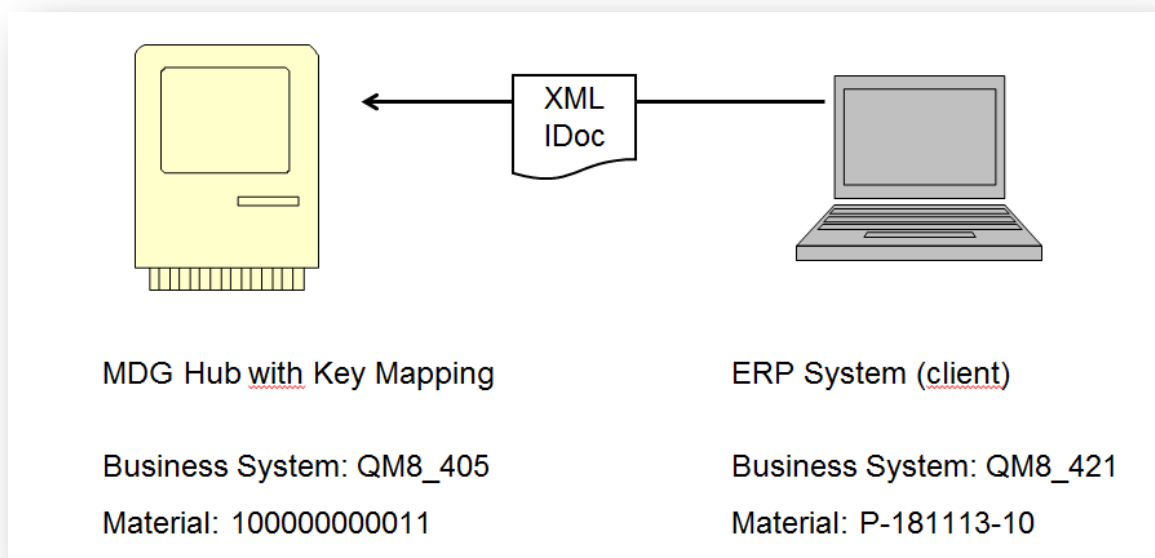 XML
IDoc
MDG Hub with Key Mapping
ERP System (client)
Business System: QM8_405
Business System: QM8_421
Material: 100000000011
Material: P-181113-10